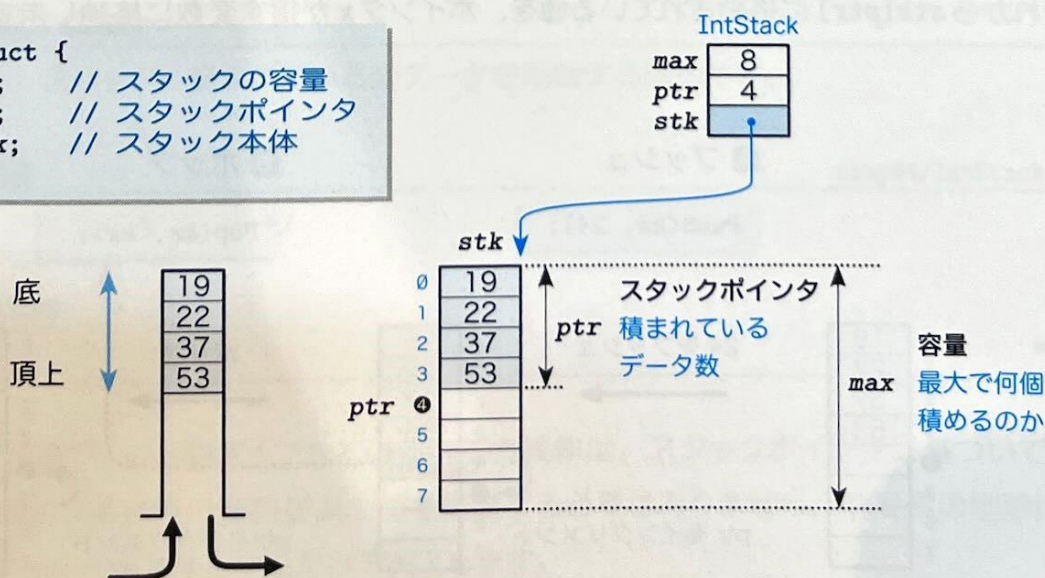 uct {
; // スタックの容量
; // スタックポインタ
k; // スタック本体
IntStack
max 8
ptr 4
stk
底
頂上
19
22
37
53
stk
0 19
1 22
2 37
3 53
ptr 4
5
6
7
ptr
スタックポインタ
積まれている
データ数
max
容量
最大で何個
積めるのか